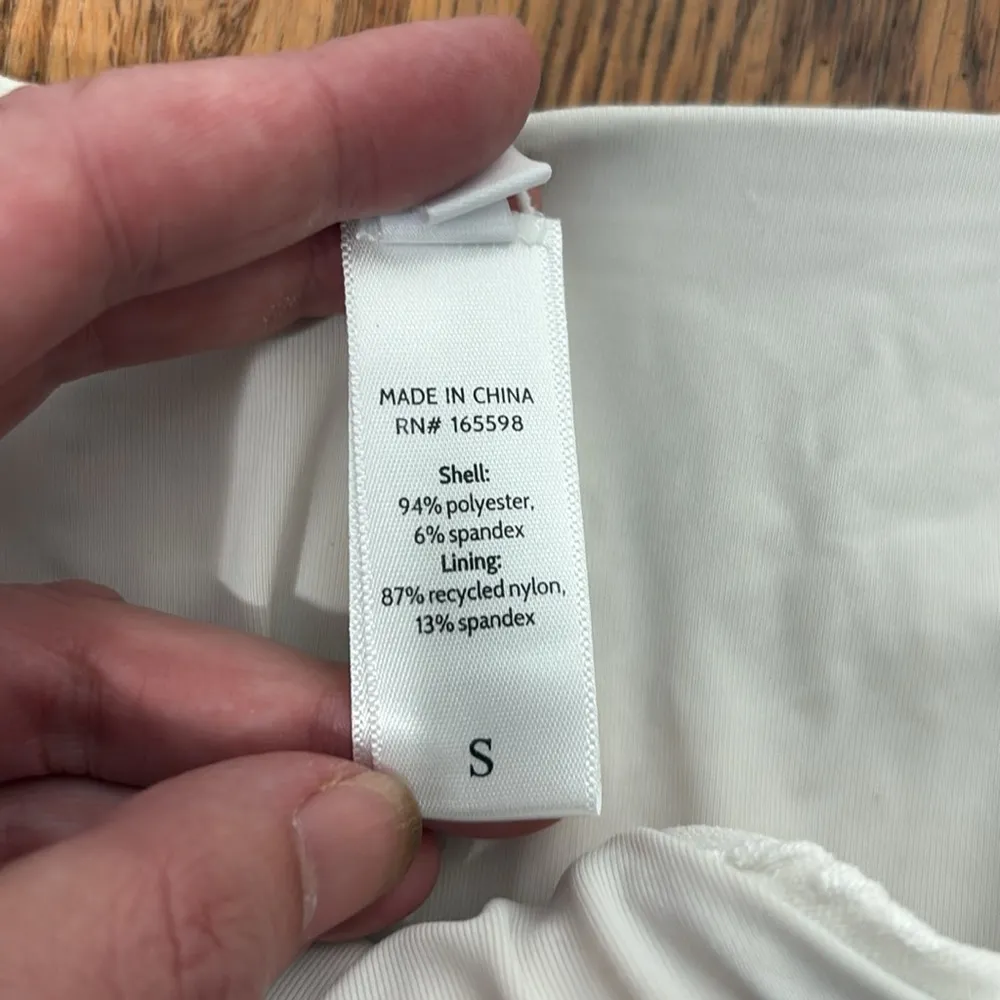 MADE IN CHINA
RN# 165598
Shell:
94% polyester,
6% spandex
Lining:
87% recycled nylon,
13% spandex
S